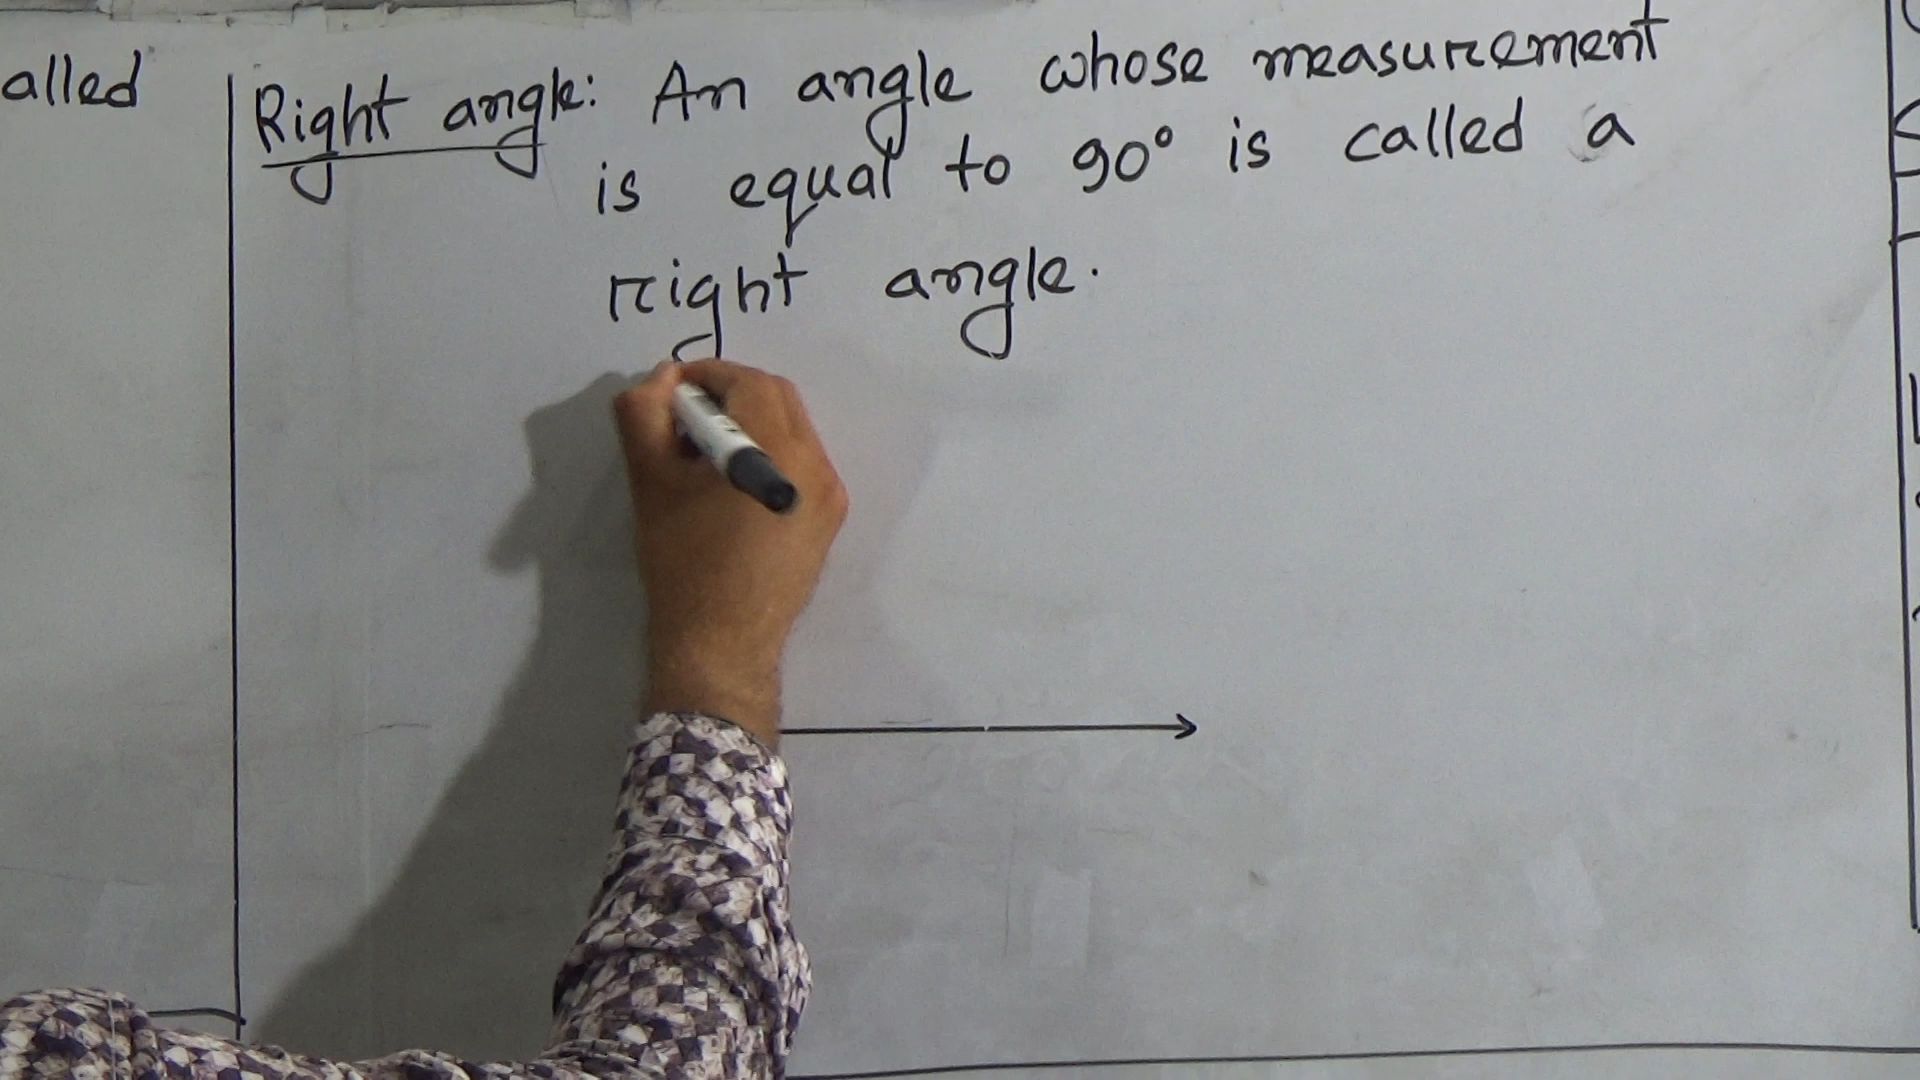 alled
Right angle: An angle whose measurement
is equal to 90° is called a
right angle.